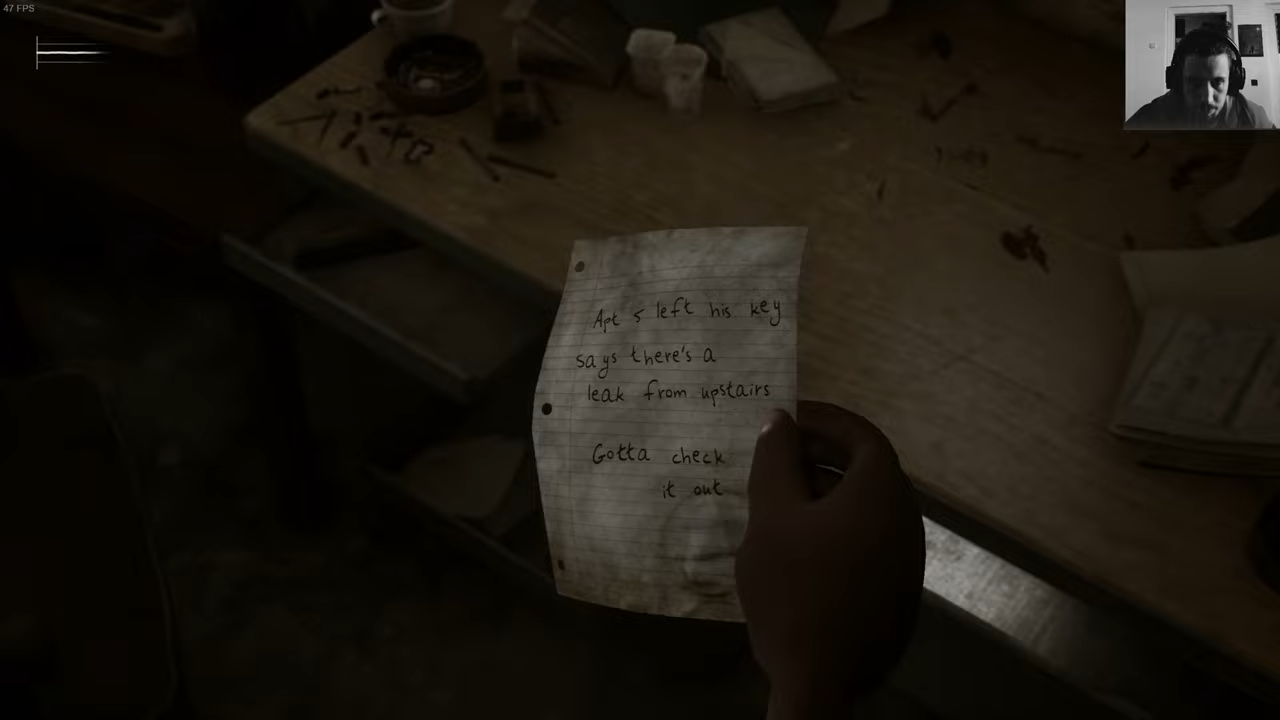 47 FPS
Apt 5 left his key
says there's a
leak from upstairs
Gotta check
it out